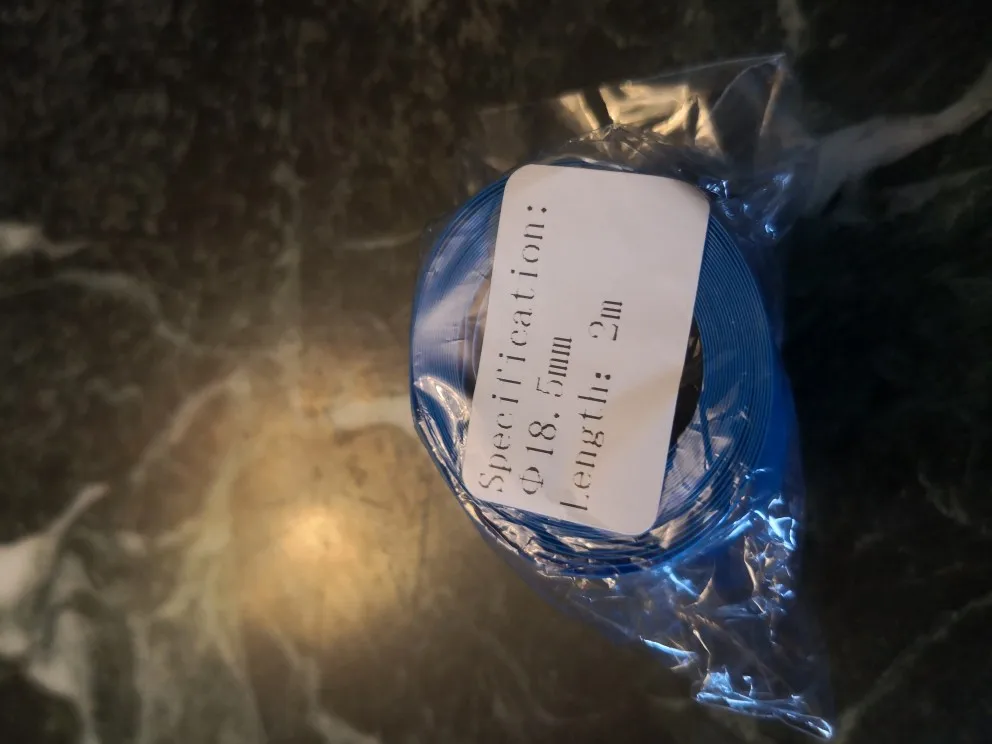 Specification:
Φ18.5mm
Length: 2m